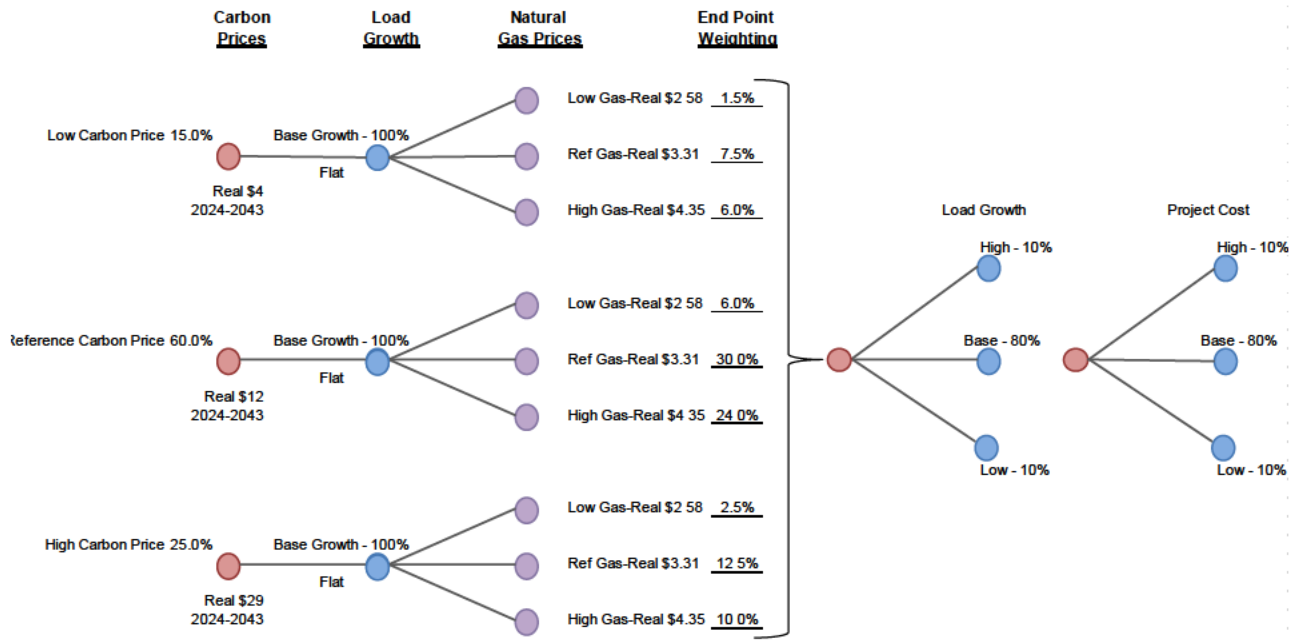 Carbon Prices
Load Growth
Natural Gas Prices
End Point Weighting
Low Carbon Price 15.0%
Real $4
2024-2043
Base Growth - 100%
Flat
Low Gas-Real $2 58 1.5%
Ref Gas-Real $3.31 7.5%
High Gas-Real $4.35 6.0%
Reference Carbon Price 60.0%
Real $12
2024-2043
Base Growth - 100%
Flat
Low Gas-Real $2 58 6.0%
Ref Gas-Real $3.31 30 0%
High Gas-Real $4 35 24 0%
High Carbon Price 25.0%
Real $29
2024-2043
Base Growth - 100%
Flat
Low Gas-Real $2 58 2.5%
Ref Gas-Real $3.31 12 5%
High Gas-Real $4.35 10 0%
Load Growth
High - 10%
Base - 80%
Low - 10%
Project Cost
High - 10%
Base - 80%
Low - 10%